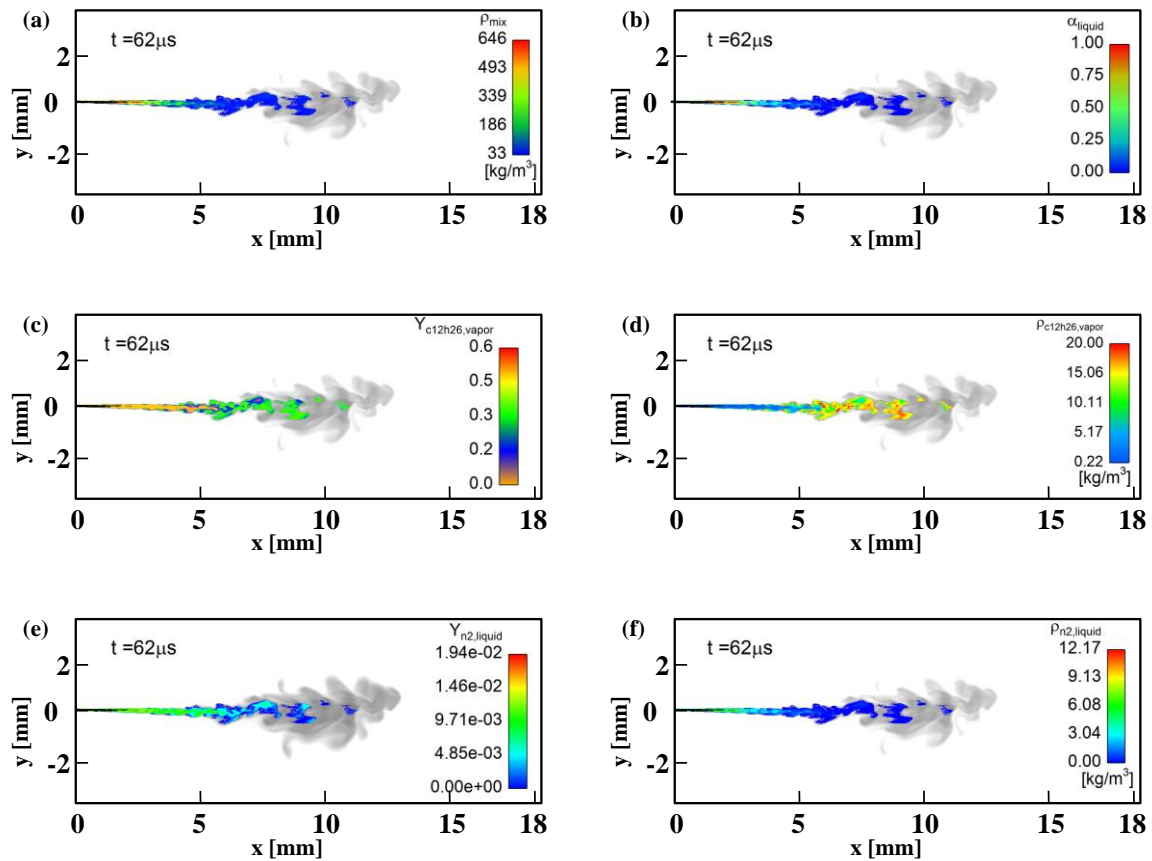 (a)
t =62μs
ρmix
646
493
339
186
33
[kg/m³]
2
0
-2
y [mm]
0 5 10 15 18
x [mm]
(b)
t =62μs
αliquid
1.00
0.75
0.50
0.25
0.00
2
0
-2
y [mm]
0 5 10 15 18
x [mm]
(c)
t =62μs
Yc12h26,vapor
0.6
0.5
0.3
0.2
0.0
2
0
-2
y [mm]
0 5 10 15 18
x [mm]
(d)
t =62μs
ρc12h26,vapor
20.00
15.06
10.11
5.17
0.22
[kg/m³]
2
0
-2
y [mm]
0 5 10 15 18
x [mm]
(e)
t =62μs
Yn2,liquid
1.94e-02
1.46e-02
9.71e-03
4.85e-03
0.00e+00
2
0
-2
y [mm]
0 5 10 15 18
x [mm]
(f)
t =62μs
ρn2,liquid
12.17
9.13
6.08
3.04
0.00
[kg/m³]
2
0
-2
y [mm]
0 5 10 15 18
x [mm]